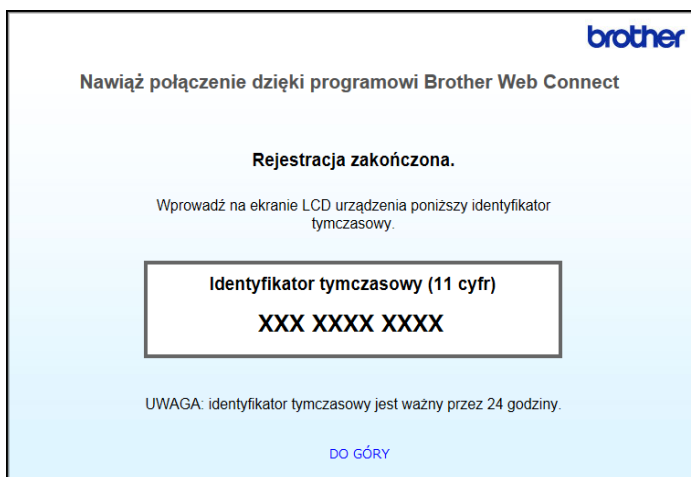 brother
Nawiąż połączenie dzięki programowi Brother Web Connect
Rejestracja zakończona.
Wprowadź na ekranie LCD urządzenia poniższy identyfikator
tymczasowy.
Identyfikator tymczasowy (11 cyfr)
XXX XXXX XXXX
UWAGA: identyfikator tymczasowy jest ważny przez 24 godziny.
DO GÓRY